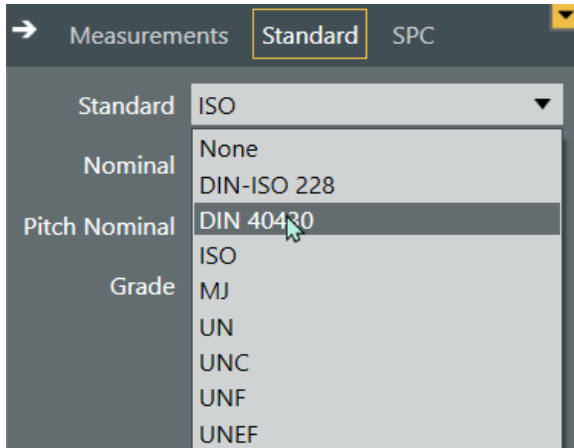 Measurements Standard SPC
Standard ISO
Nominal
Pitch Nominal
Grade
None
DIN-ISO 228
DIN 40430
ISO
MJ
UN
UNC
UNF
UNEF